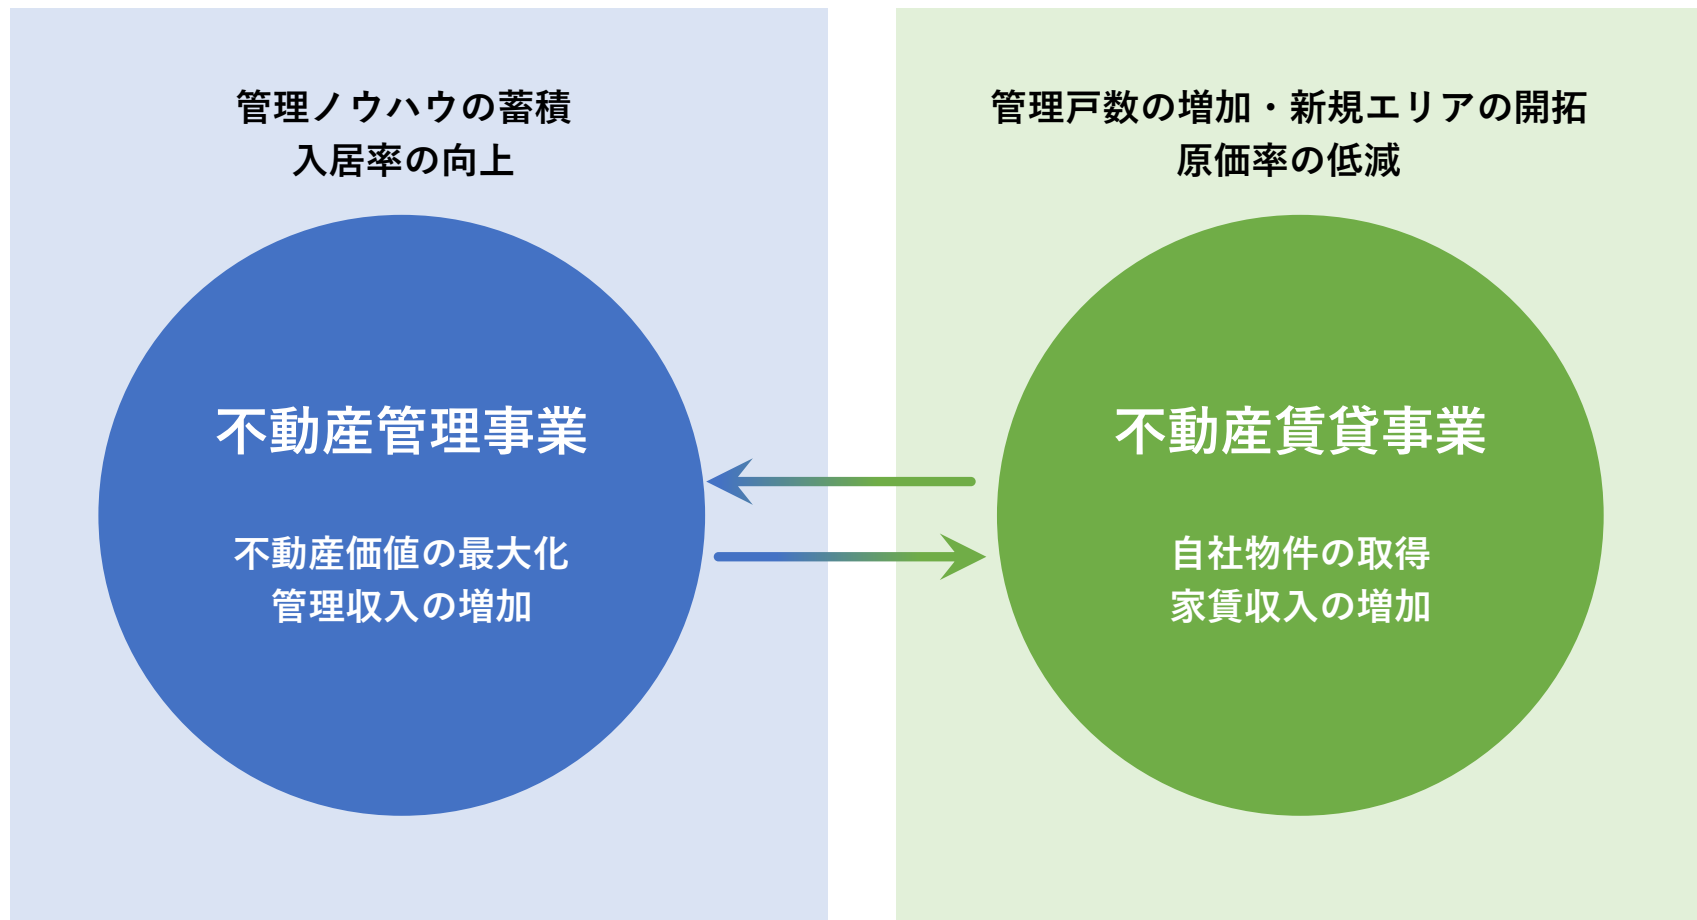 管理ノウハウの蓄積
入居率の向上
不動産管理事業
不動産価値の最大化
管理収入の増加
管理戸数の増加・新規エリアの開拓
原価率の低減
不動産賃貸事業
自社物件の取得
家賃収入の増加